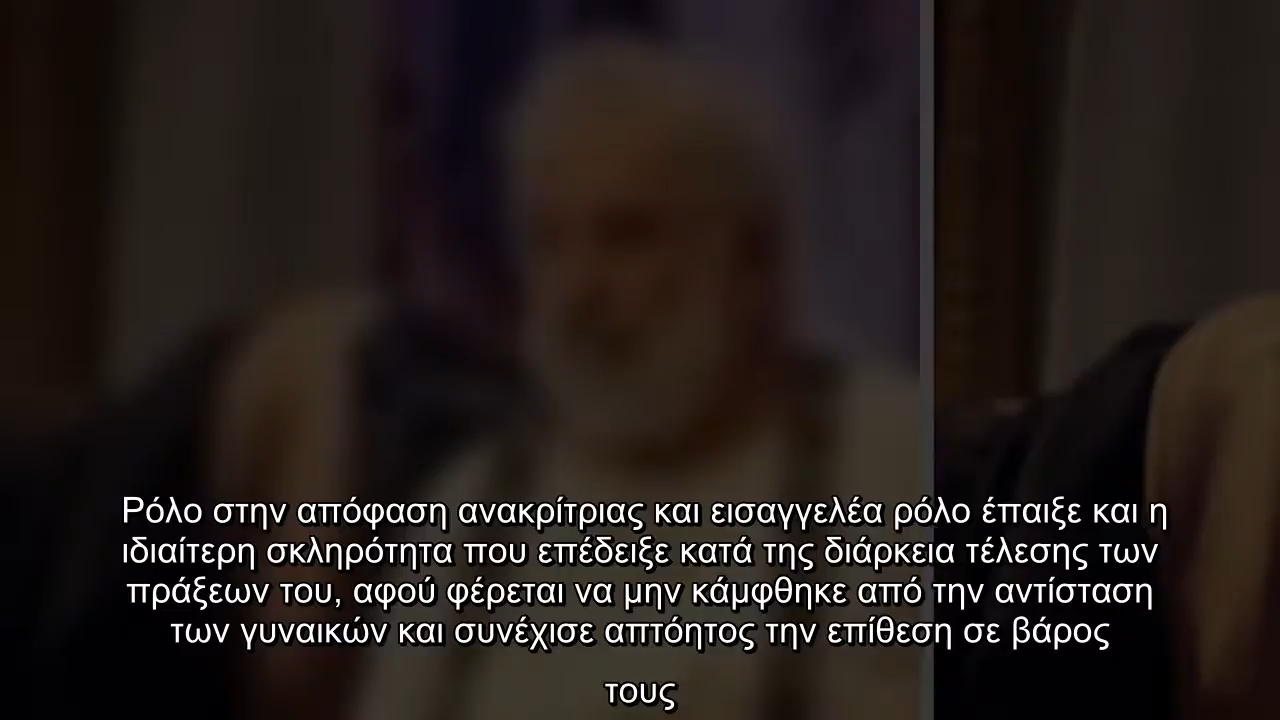 Ρόλο στην απόφαση ανακρίτριας και εισαγγελέα ρόλο έπαιξε και η
ιδιαίτερη σκληρότητα που επέδειξε κατά της διάρκεια τέλεσης των
πράξεων του, αφού φέρεται να μην κάμφθηκε από την αντίσταση
των γυναικών και συνέχισε απτόητος την επίθεση σε βάρος
τους